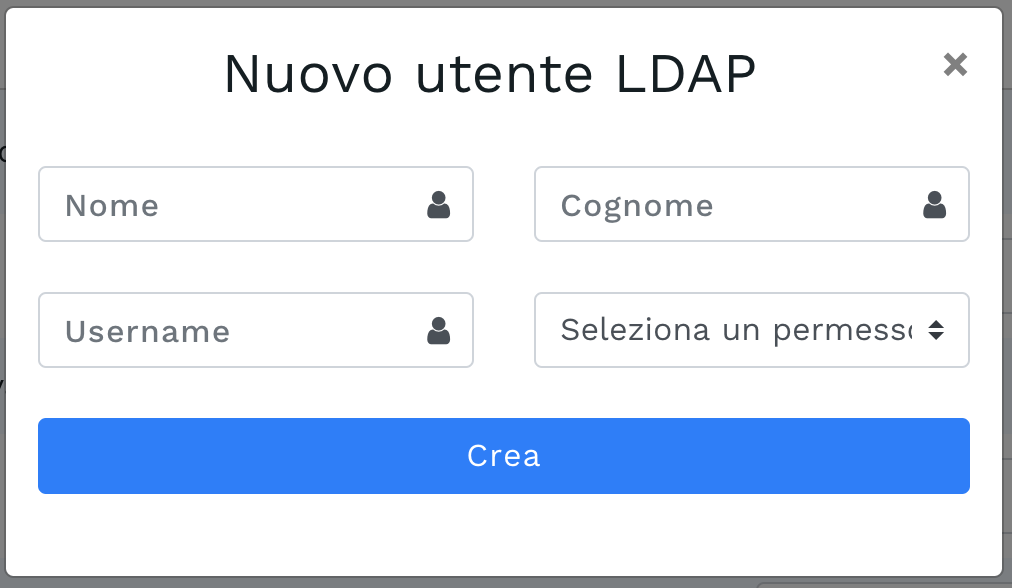 Nuovo utente LDAP
×
Nome
Cognome
Username
Seleziona un permesso
Crea